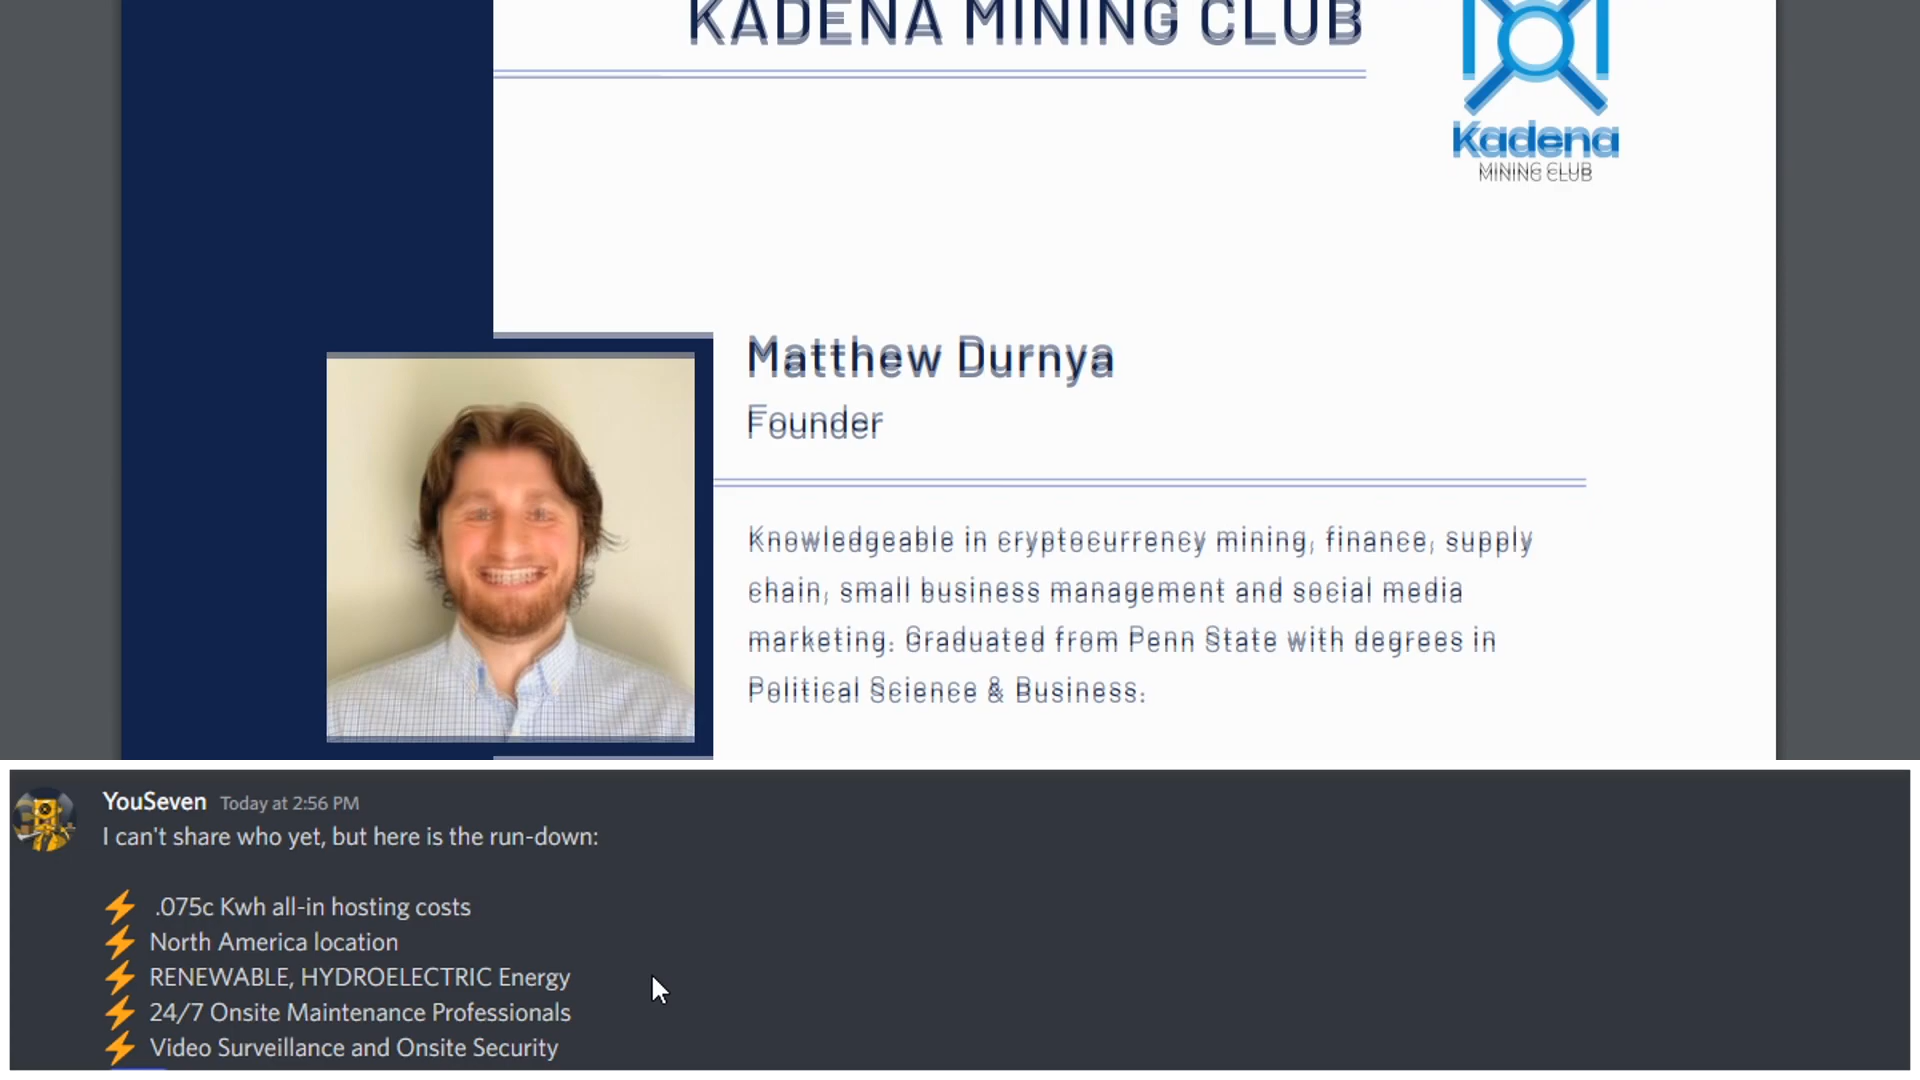 KADENA MINING CLUB
Kadena
MINING CLUB
Matthew Durnya
Founder
Knowledgeable in cryptocurrency mining, finance, supply
chain, small business management and social media
marketing. Graduated from Penn State with degrees in
Political Science & Business.
YouSeven Today at 2:56 PM
I can't share who yet, but here is the run-down:
⚡ .075c Kwh all-in hosting costs
⚡ North America location
⚡ RENEWABLE, HYDROELECTRIC Energy
⚡ 24/7 Onsite Maintenance Professionals
⚡ Video Surveillance and Onsite Security